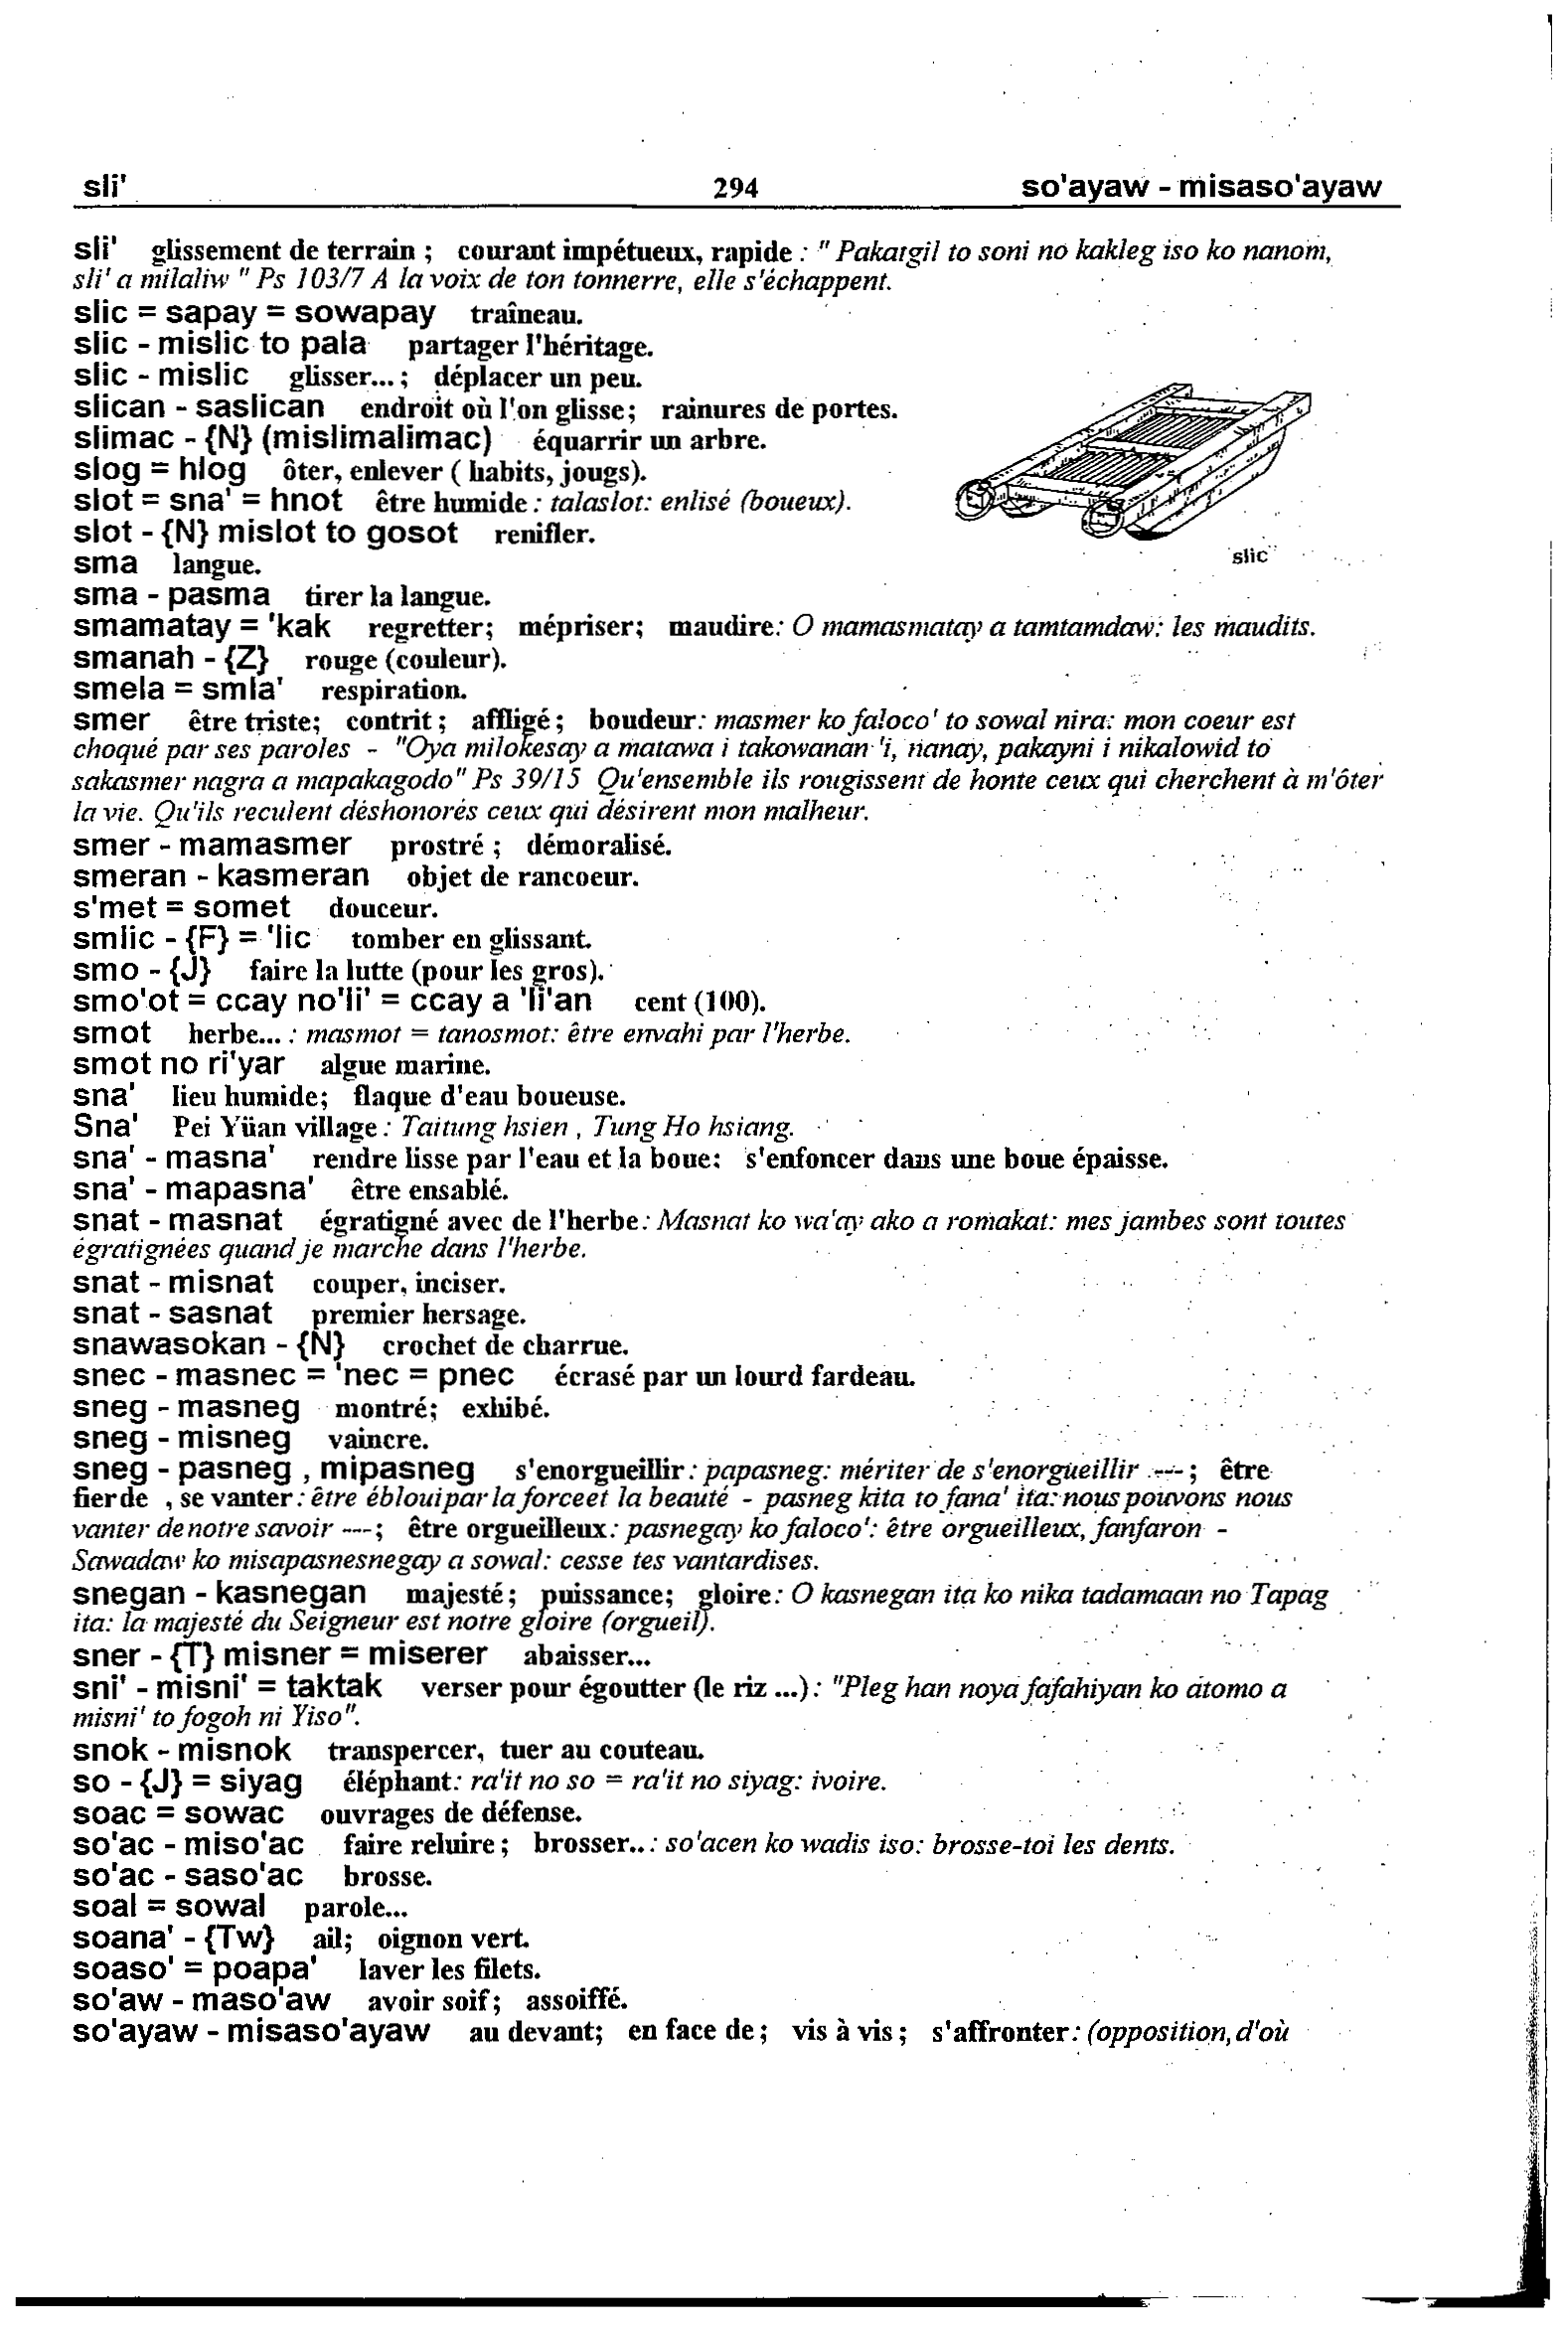 sli' 294 so'ayaw - misaso'ayaw
sli' glissement de terrain ; courant impétueux, rapide : " Pakatgil to soni no kakleg iso ko nanom,
sli' a milaliw " Ps 103/7 A la voix de ton tonnerre, elle s'échappent.
slic = sapay = sowapay traîneau.
slic - mislic to pala partager l'héritage.
slic - mislic glisser... ; déplacer un peu.
slican - saslican endroit où l'on glisse ; rainures de portes.
slimac - {N} (mislimalimac) équarrir un arbre.
slog = hlog ôter, enlever ( habits, jougs).
slot = sna' = hnot être humide : talaslot: enlisé (boueux).
slot - {N} mislot to gosot renifler.
slic
sma langue.
sma - pasma tirer la langue.
smamatay = 'kak regretter; mépriser; maudire: O mamasmatay a tamtamdaw: les maudits.
smanah - {Z} rouge (couleur).
smela = smla' respiration.
smer être triste; contrit ; affligé ; boudeur: masmer ko faloco' to sowal nira: mon coeur est
choqué par ses paroles - "Oya milokesay a matawa i takowanan 'i, nanay, pakayni i nikalowid to
sakasmer nagra a mapakagodo" Ps 39/15 Qu'ensemble ils rougissent de honte ceux qui cherchent à m'ôter
la vie. Qu'ils reculent déshonorés ceux qui désirent mon malheur.
smer - mamasmer prostré ; démoralisé.
smeran - kasmeran objet de rancoeur.
s'met = somet douceur.
smlic - {F} = 'lic tomber en glissant.
smo - {J} faire la lutte (pour les gros).
smo'ot = ccay no'li' = ccay a 'li'an cent (100).
smot herbe... : masmot = tanosmot: être envahi par l'herbe.
smot no ri'yar algue marine.
sna' lieu humide; flaque d'eau boueuse.
Sna' Pei Yüan village : Taitung hsien , Tung Ho hsiang.
sna' - masna' rendre lisse par l'eau et la boue: s'enfoncer dans une boue épaisse.
sna' - mapasna' être ensablé.
snat - masnat égratigné avec de l'herbe: Masnat ko wa'ay ako a romakat: mes jambes sont toutes
égratignées quand je marche dans l'herbe.
snat - misnat couper, inciser.
snat - sasnat premier hersage.
snawasokan - {N} crochet de charrue.
snec - masnec = 'nec = pnec écrasé par un lourd fardeau.
sneg - masneg montré; exhibé.
sneg - misneg vaincre.
sneg - pasneg , mipasneg s'enorgueillir : papasneg: mériter de s'enorgueillir --- ; être
fier de , se vanter : être ébloui par la force et la beauté - pasneg kita to fana' ita: nous pouvons nous
vanter de notre savoir --- ; être orgueilleux : pasnegay ko faloco': être orgueilleux, fanfaron -
Sawadaw ko misapasnesnegay a sowal: cesse tes vantardises.
snegan - kasnegan majesté ; puissance; gloire : O kasnegan ita ko nika tadamaan no Tapag
ita: la majesté du Seigneur est notre gloire (orgueil).
sner - {T} misner = miserer abaisser...
sni' - misni' = taktak verser pour égoutter (le riz ...) : "Pleg han noya fafahiyan ko atomo a
misni' to fogoh ni Yiso".
snok - misnok transpercer, tuer au couteau.
so - {J} = siyag éléphant: ra'it no so = ra'it no siyag: ivoire.
soac = sowac ouvrages de défense.
so'ac - miso'ac faire reluire ; brosser.. : so'acen ko wadis iso: brosse-toi les dents.
so'ac - saso'ac brosse.
soal = sowal parole...
soana' - {Tw} ail; oignon vert.
soaso' = poapa' laver les filets.
so'aw - maso'aw avoir soif ; assoiffé.
so'ayaw - misaso'ayaw au devant; en face de ; vis à vis ; s'affronter : (opposition, d'où